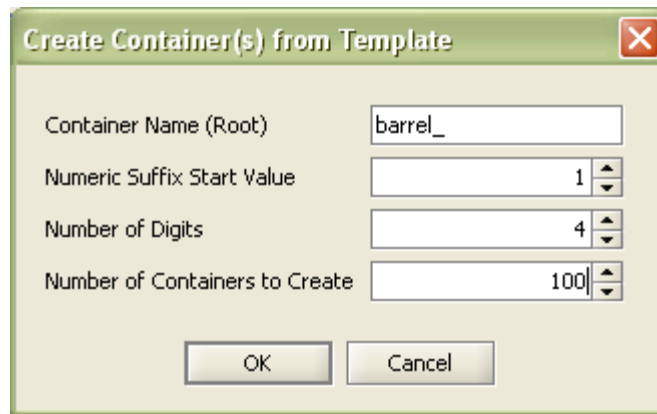 Create Container(s) from Template
Container Name (Root) barrel_
Numeric Suffix Start Value 1
Number of Digits 4
Number of Containers to Create 100
OK Cancel